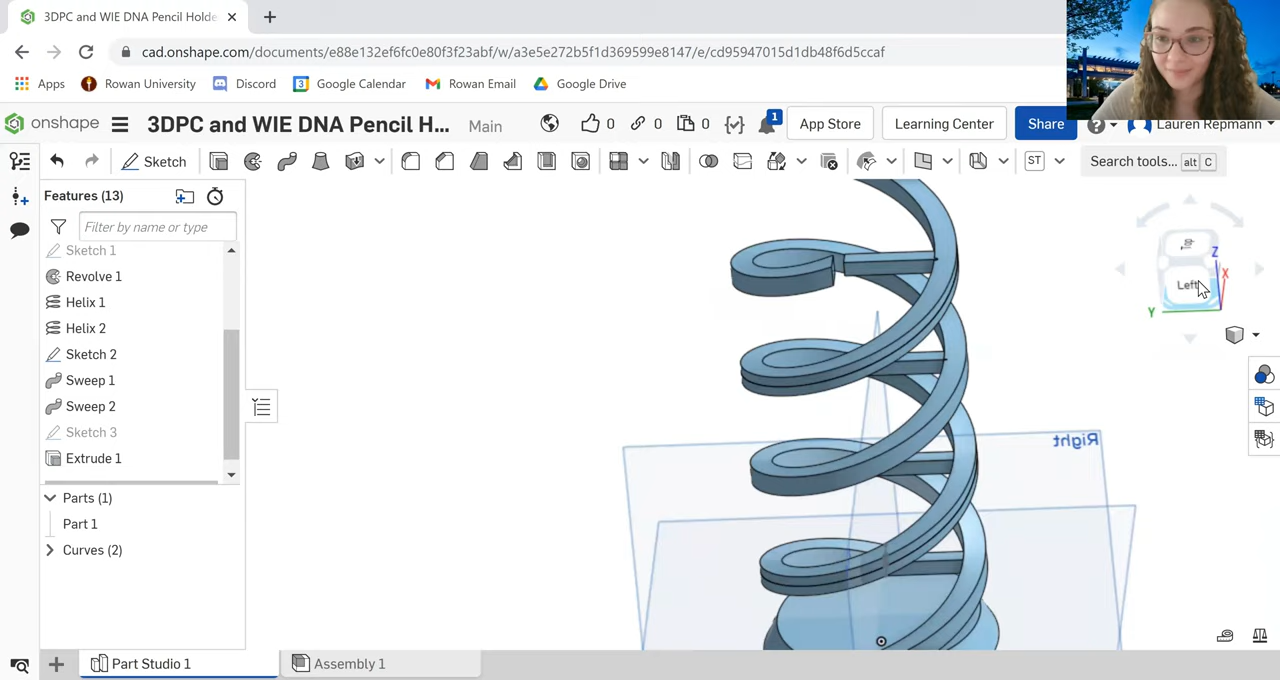 3DPC and WIE DNA Pencil Holde
cad.onshape.com/documents/e88e132ef6fc0e80f3f23abf/w/a3e5e272b5f1d369599e8147/e/cd95947015d1db48f6d5ccaf
Apps Rowan University Discord 3 Google Calendar Rowan Email Google Drive
onshape 3DPC and WIE DNA Pencil H... Main 0 0 0 1 App Store Learning Center Share Lauren Repmann
Sketch ST Search tools... alt C
Features (13)
Filter by name or type
Sketch 1
Revolve 1
Helix 1
Helix 2
Sketch 2
Sweep 1
Sweep 2
Sketch 3
Extrude 1
Parts (1)
Part 1
Curves (2)
Z
X
Left
Y
Right
Part Studio 1 Assembly 1